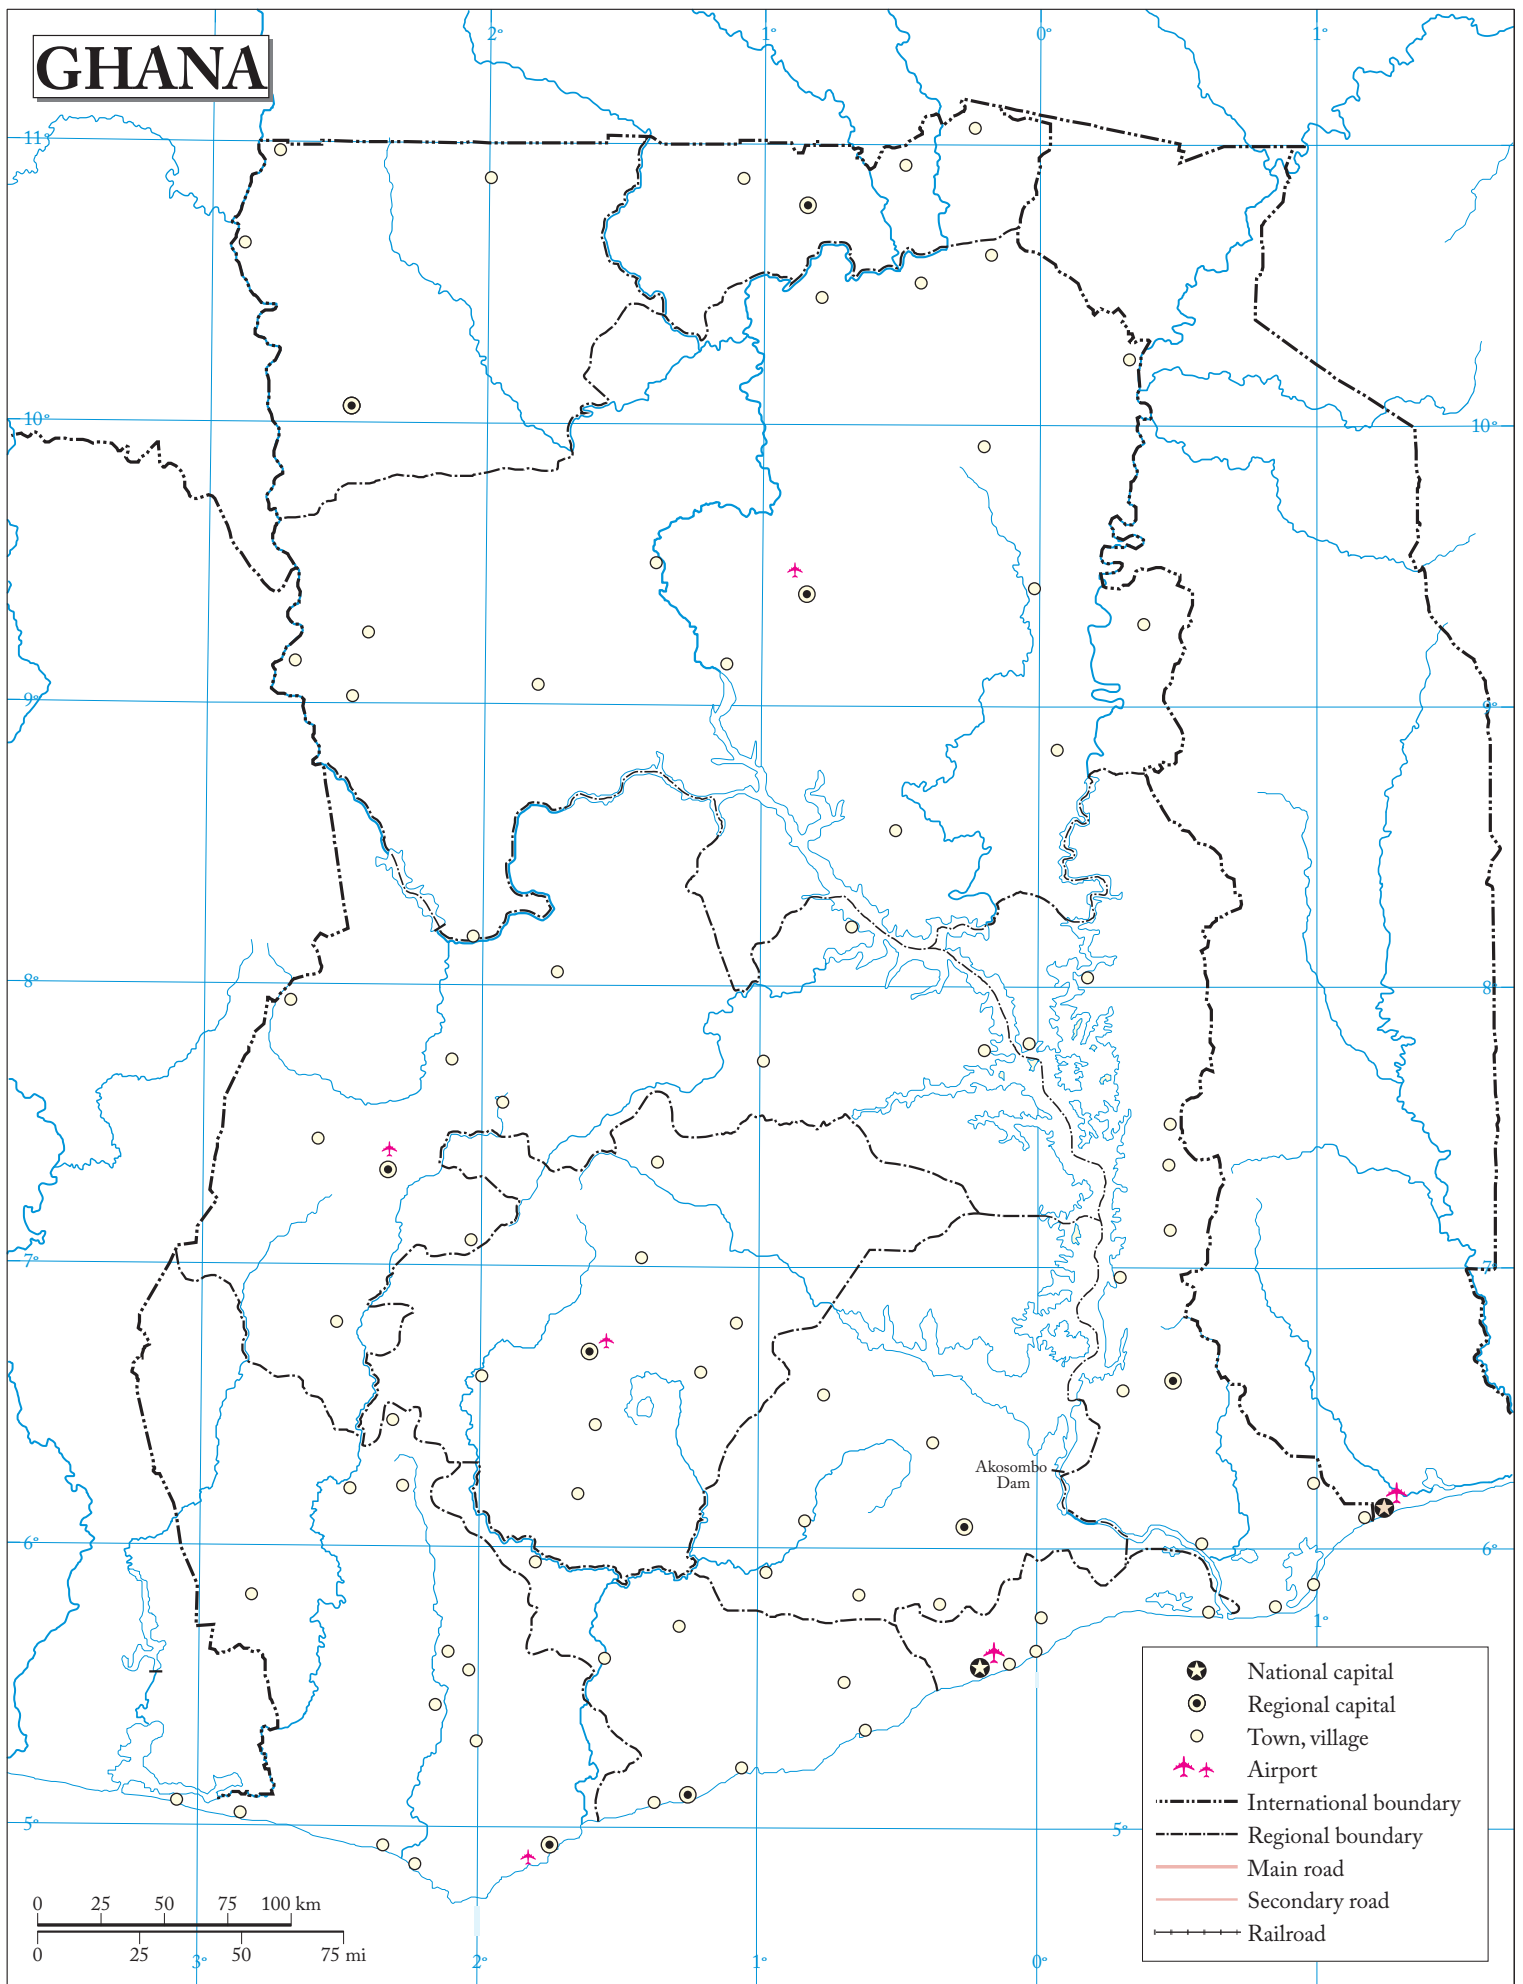 GHANA
2°
1°
0°
1°
11°
10°
10°
9°
9°
8°
8°
7°
7°
Akosombo
Dam
6°
6°
1°
5°
5°
National capital
Regional capital
Town, village
Airport
International boundary
Regional boundary
Main road
Secondary road
Railroad
0 25 50 75 100 km
0 25 50 75 mi
3°
2°
1°
0°